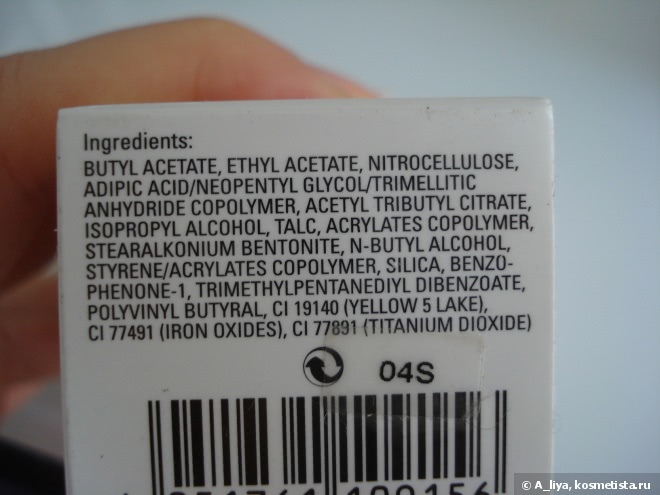 Ingredients:
BUTYL ACETATE, ETHYL ACETATE, NITROCELLULOSE,
ADIPIC ACID/NEOPENTYL GLYCOL/TRIMELLITIC
ANHYDRIDE COPOLYMER, ACETYL TRIBUTYL CITRATE,
ISOPROPYL ALCOHOL, TALC, ACRYLATES COPOLYMER,
STEARALKONIUM BENTONITE, N-BUTYL ALCOHOL,
STYRENE/ACRYLATES COPOLYMER, SILICA, BENZO-
PHENONE-1, TRIMETHYLPENTANEDIYL DIBENZOATE,
POLYVINYL BUTYRAL, CI 19140 (YELLOW 5 LAKE),
CI 77491 (IRON OXIDES), CI 77891 (TITANIUM DIOXIDE)
04S
© A_liya, kosmetista.ru